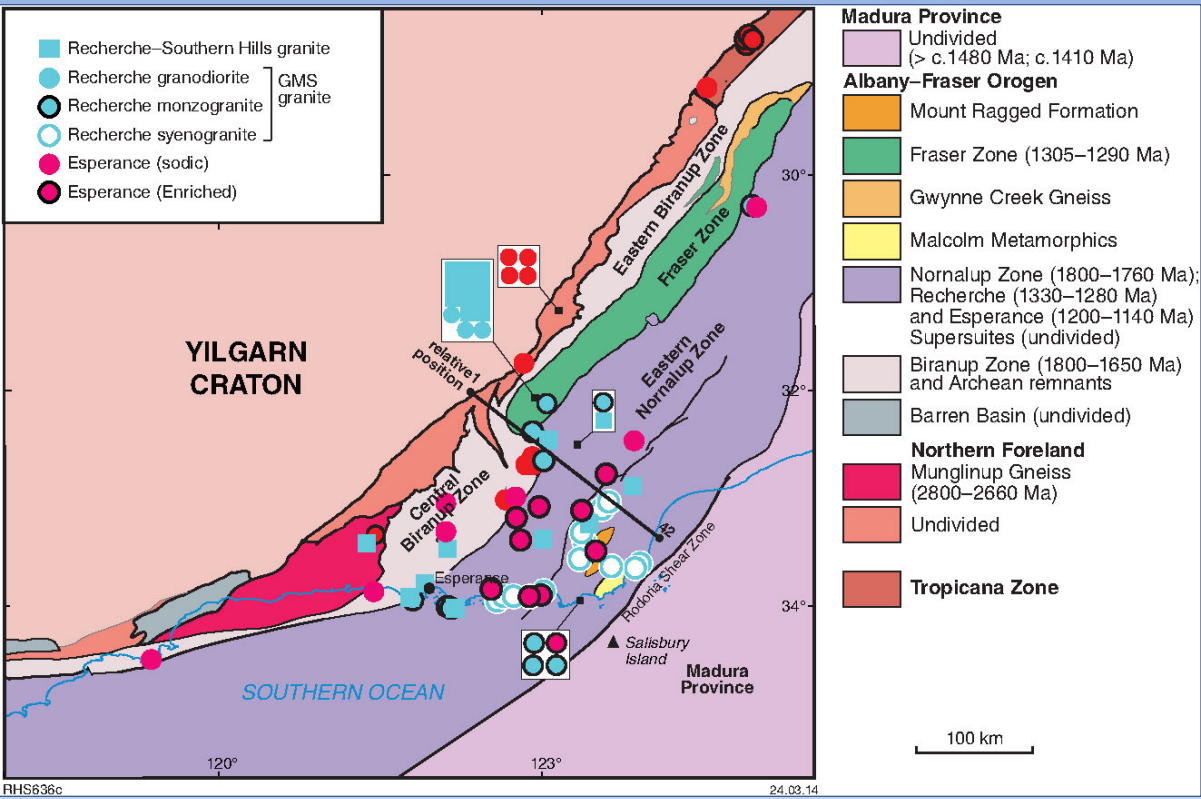 Recherche–Southern Hills granite
Recherche granodiorite
Recherche monzogranite
Recherche syenogranite
GMS
granite
Esperance (sodic)
Esperance (Enriched)
YILGARN
CRATON
Eastern Biranup Zone
Fraser Zone
relative1
position
Eastern
Nornalup Zone
Central
Biranup Zone
Esperance
42
Rodona Shear Zone
Salisbury
Island
Madura
Province
SOUTHERN OCEAN
30°
32°
34°
120°
123°
RHS636c
24.03.14
Madura Province
Undivided
(> c.1480 Ma; c.1410 Ma)
Albany–Fraser Orogen
Mount Ragged Formation
Fraser Zone (1305–1290 Ma)
Gwynne Creek Gneiss
Malcolm Metamorphics
Nornalup Zone (1800–1760 Ma);
Recherche (1330–1280 Ma)
and Esperance (1200–1140 Ma)
Supersuites (undivided)
Biranup Zone (1800–1650 Ma)
and Archean remnants
Barren Basin (undivided)
Northern Foreland
Munglinup Gneiss
(2800–2660 Ma)
Undivided
Tropicana Zone
100 km